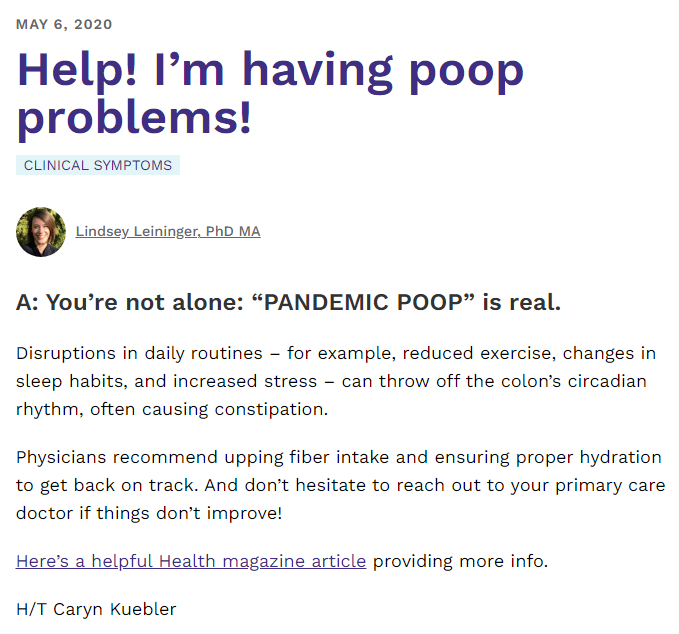 MAY 6, 2020
Help! I’m having poop
problems!
CLINICAL SYMPTOMS
Lindsey Leininger, PhD MA
A: You’re not alone: “PANDEMIC POOP” is real.
Disruptions in daily routines – for example, reduced exercise, changes in
sleep habits, and increased stress – can throw off the colon’s circadian
rhythm, often causing constipation.
Physicians recommend upping fiber intake and ensuring proper hydration
to get back on track. And don’t hesitate to reach out to your primary care
doctor if things don’t improve!
Here’s a helpful Health magazine article providing more info.
H/T Caryn Kuebler